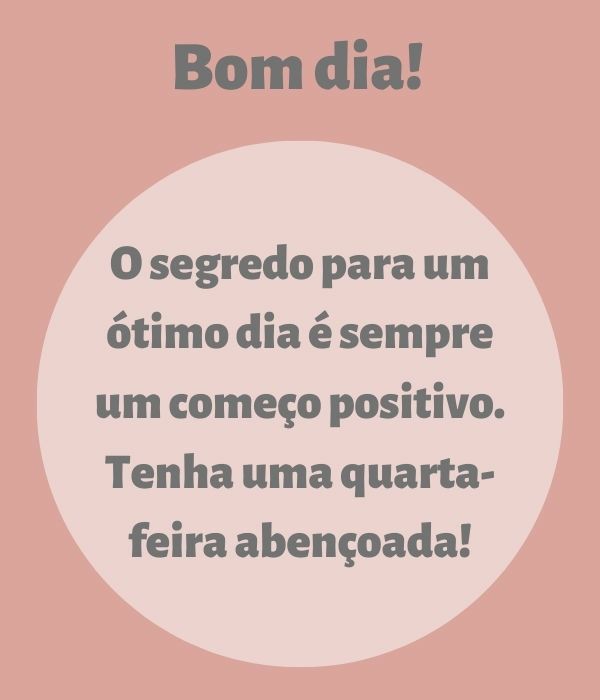 Bom dia!
O segredo para um
ótimo dia é sempre
um começo positivo.
Tenha uma quarta-
feira abençoada!